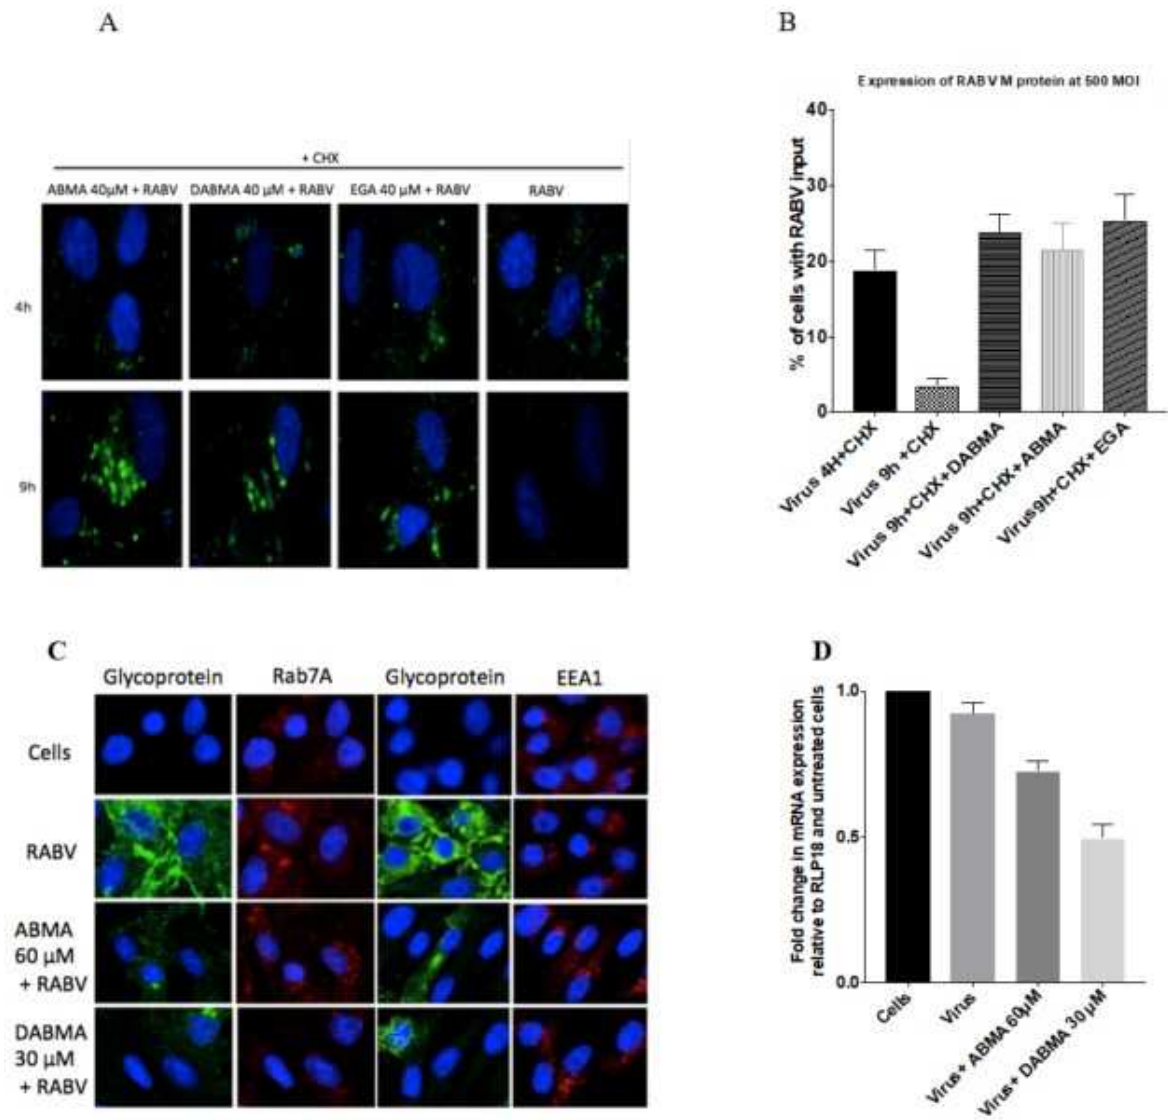 A
+ CHX
ABMA 40µM + RABV DABMA 40 µM + RABV EGA 40 µM + RABV RABV
4h
9h
B
Expression of RABV M protein at 500 MOI
% of cells with RABV input
40
30
20
10
0
Virus 4H+CHX
Virus 9h +CHX
Virus 9h+CHX+DABMA
Virus 9h+CHX+ABMA
Virus9h+CHX+EGA
C
Glycoprotein Rab7A Glycoprotein EEA1
Cells
RABV
ABMA
60 µM
+ RABV
DABMA
30 µM
+ RABV
D
Fold change in mRNA expression
relative to RLP18 and untreated cells
1.0
0.5
0.0
Cells
Virus
Virus+ ABMA 60µM
Virus+ DABMA 30 µM